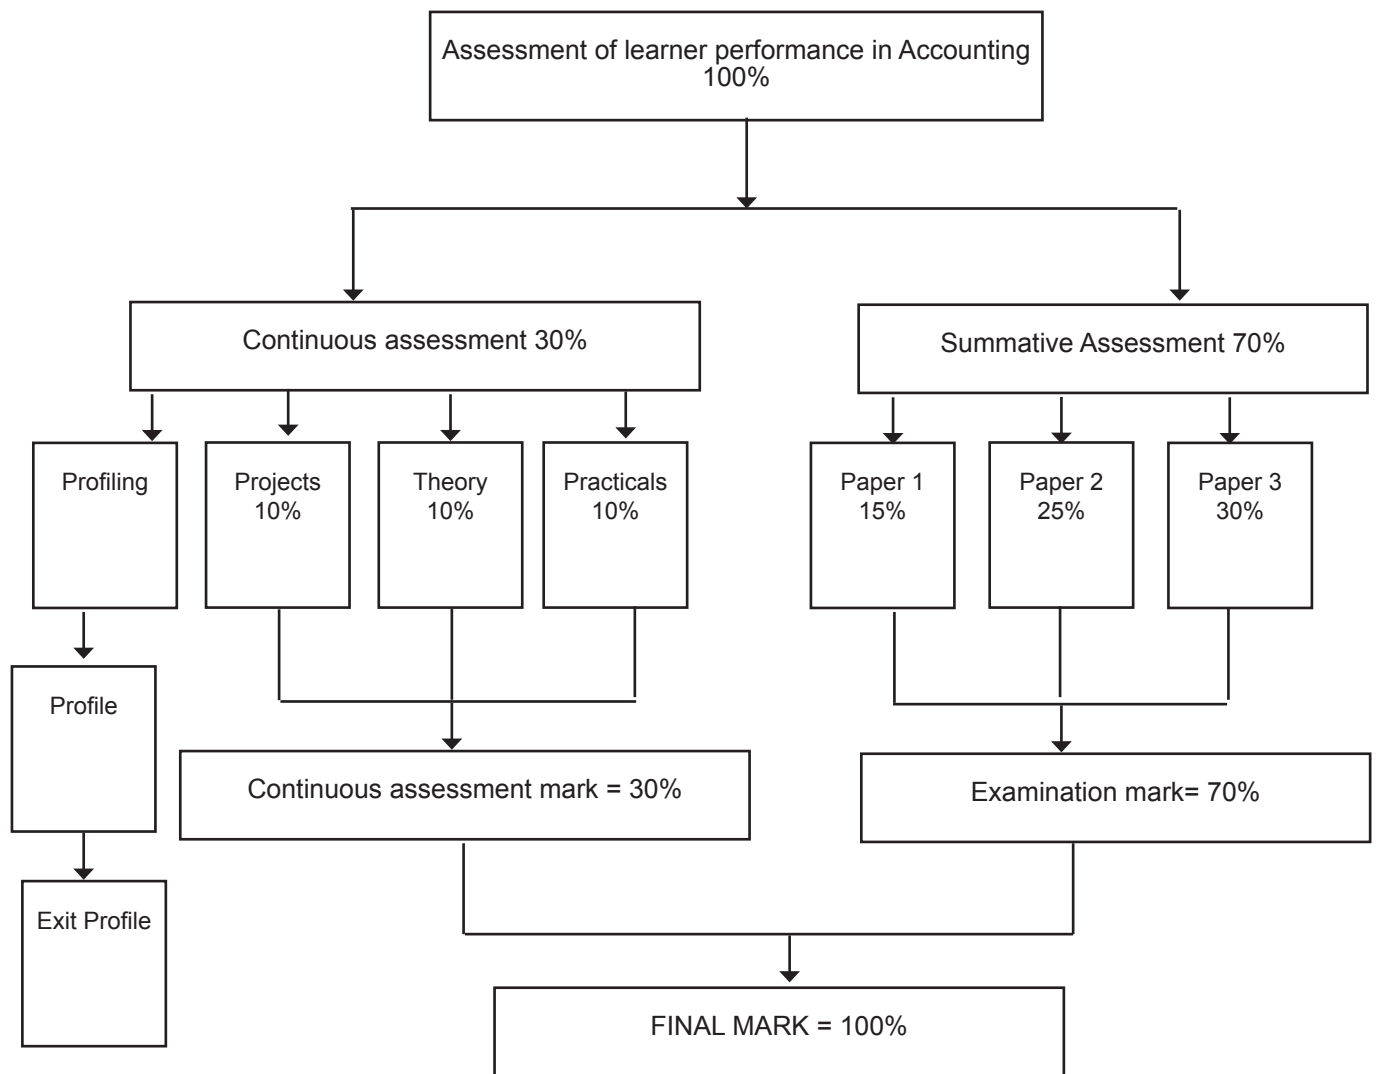 Assessment of learner performance in Accounting
100%
Continuous assessment 30%
Summative Assessment 70%
Profiling
Projects
10%
Theory
10%
Practicals
10%
Paper 1
15%
Paper 2
25%
Paper 3
30%
Profile
Continuous assessment mark = 30%
Examination mark= 70%
Exit Profile
FINAL MARK = 100%